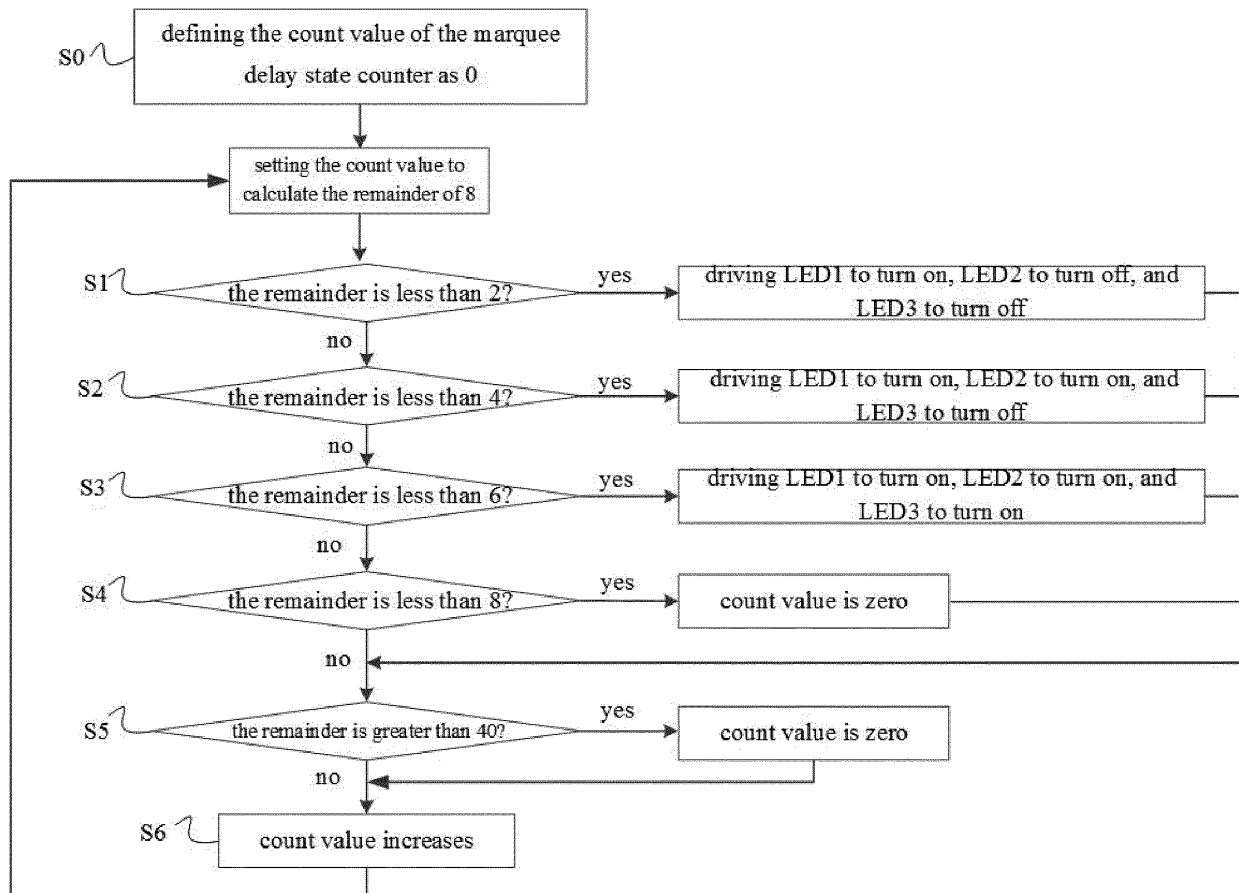 defining the count value of the marquee
delay state counter as 0
S0
setting the count value to
calculate the remainder of 8
S1
the remainder is less than 2?
yes
driving LED1 to turn on, LED2 to turn off, and
LED3 to turn off
no
S2
the remainder is less than 4?
yes
driving LED1 to turn on, LED2 to turn on, and
LED3 to turn off
no
S3
the remainder is less than 6?
yes
driving LED1 to turn on, LED2 to turn on, and
LED3 to turn on
no
S4
the remainder is less than 8?
yes
count value is zero
no
S5
the remainder is greater than 40?
yes
count value is zero
no
S6
count value increases